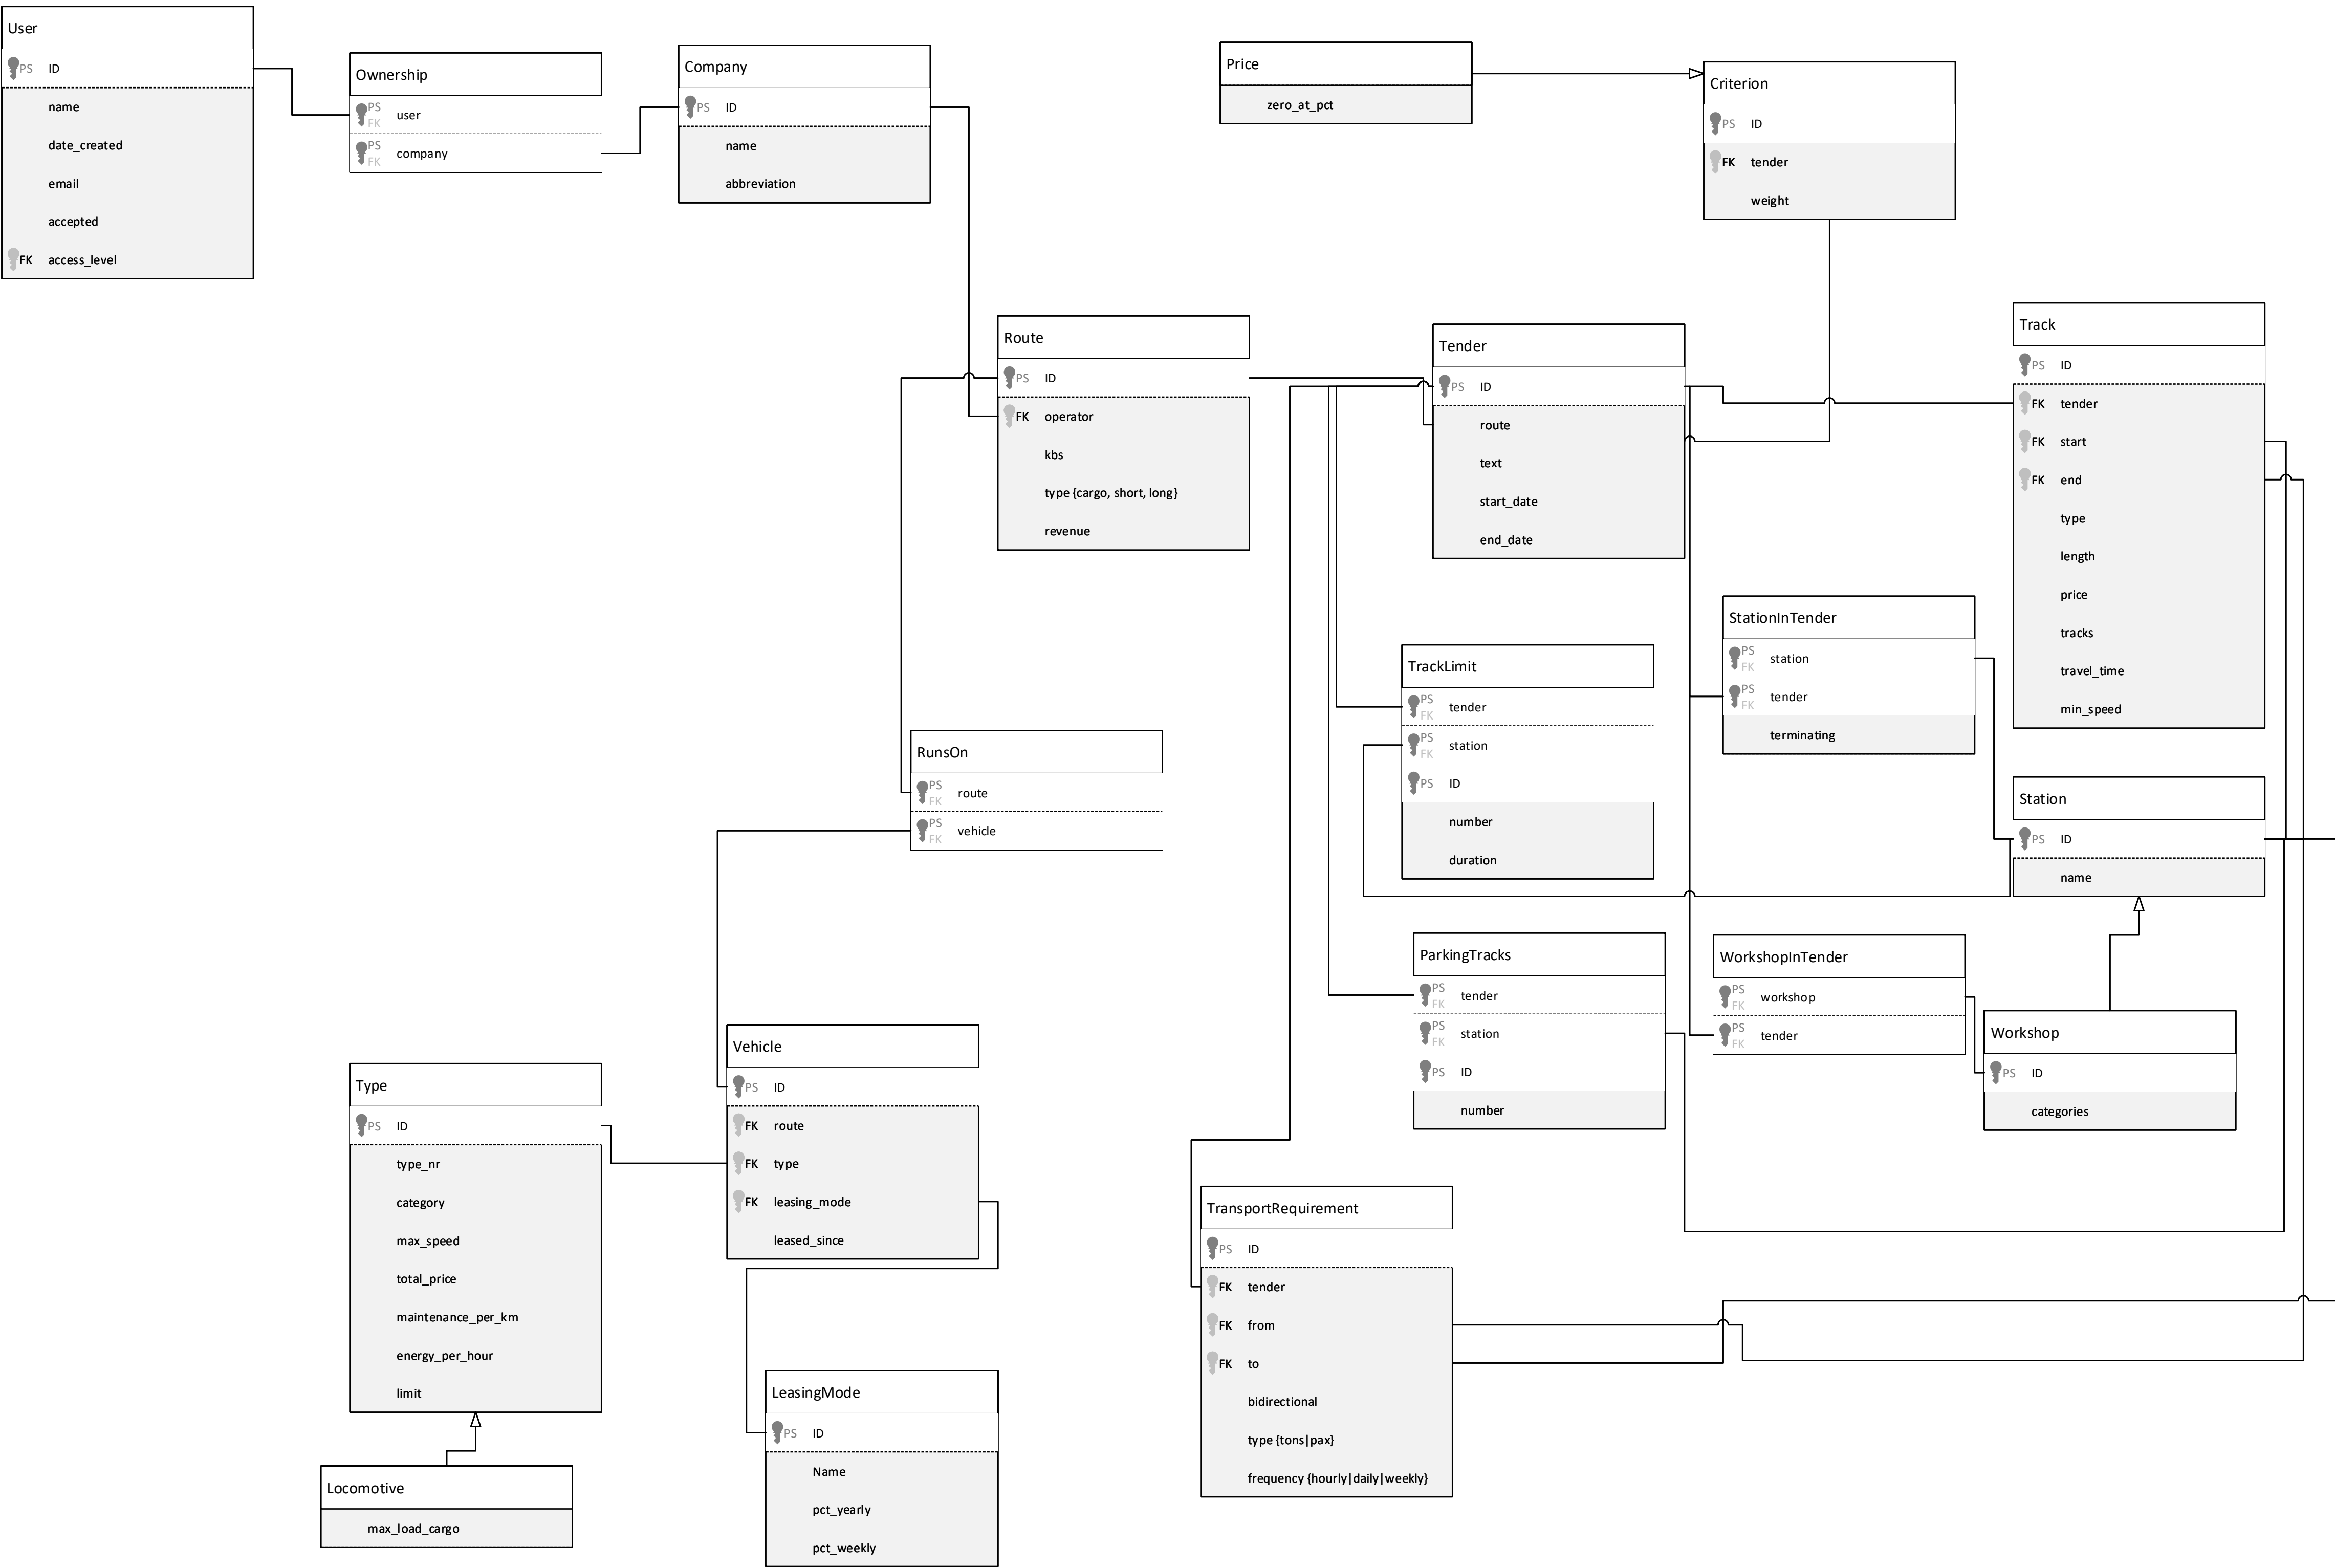 User
PS ID
name
date_created
email
accepted
FK access_level
Ownership
PS
FK user
PS
FK company
Company
PS ID
name
abbreviation
Price
zero_at_pct
Criterion
PS ID
FK tender
weight
Route
PS ID
FK operator
kbs
type {cargo, short, long}
revenue
Tender
PS ID
route
text
start_date
end_date
Track
PS ID
FK tender
FK start
FK end
type
length
price
tracks
travel_time
min_speed
StationInTender
PS
FK station
PS
FK tender
terminating
TrackLimit
PS
FK tender
PS
FK station
PS ID
number
duration
RunsOn
PS
FK route
PS
FK vehicle
Station
PS ID
name
ParkingTracks
PS
FK tender
PS
FK station
PS ID
number
WorkshopInTender
PS
FK workshop
PS
FK tender
Workshop
PS ID
categories
Vehicle
PS ID
FK route
FK type
FK leasing_mode
leased_since
Type
PS ID
type_nr
category
max_speed
total_price
maintenance_per_km
energy_per_hour
limit
TransportRequirement
PS ID
FK tender
FK from
FK to
bidirectional
type {tons|pax}
frequency {hourly|daily|weekly}
LeasingMode
PS ID
Name
pct_yearly
pct_weekly
Locomotive
max_load_cargo